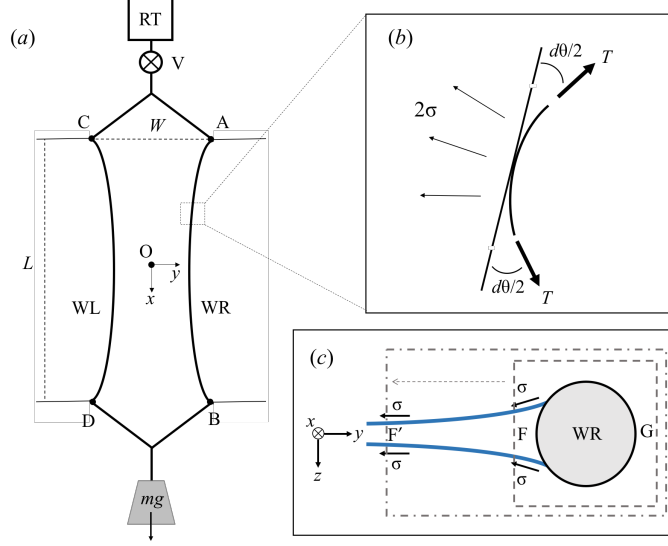 (a)
RT
V
C
W
A
L
O
y
x
WL
WR
D
B
mg
(b)
dθ/2
T
2σ
dθ/2
T
(c)
σ
σ
x
y
z
F′
F
WR
G
σ
σ